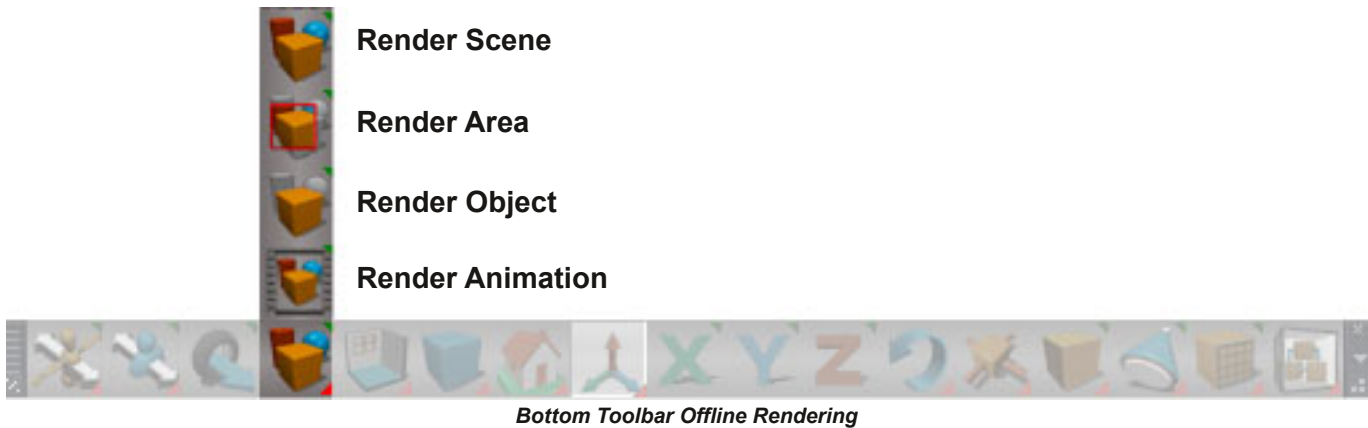 Render Scene
Render Area
Render Object
Render Animation
X Y Z
Bottom Toolbar Offline Rendering